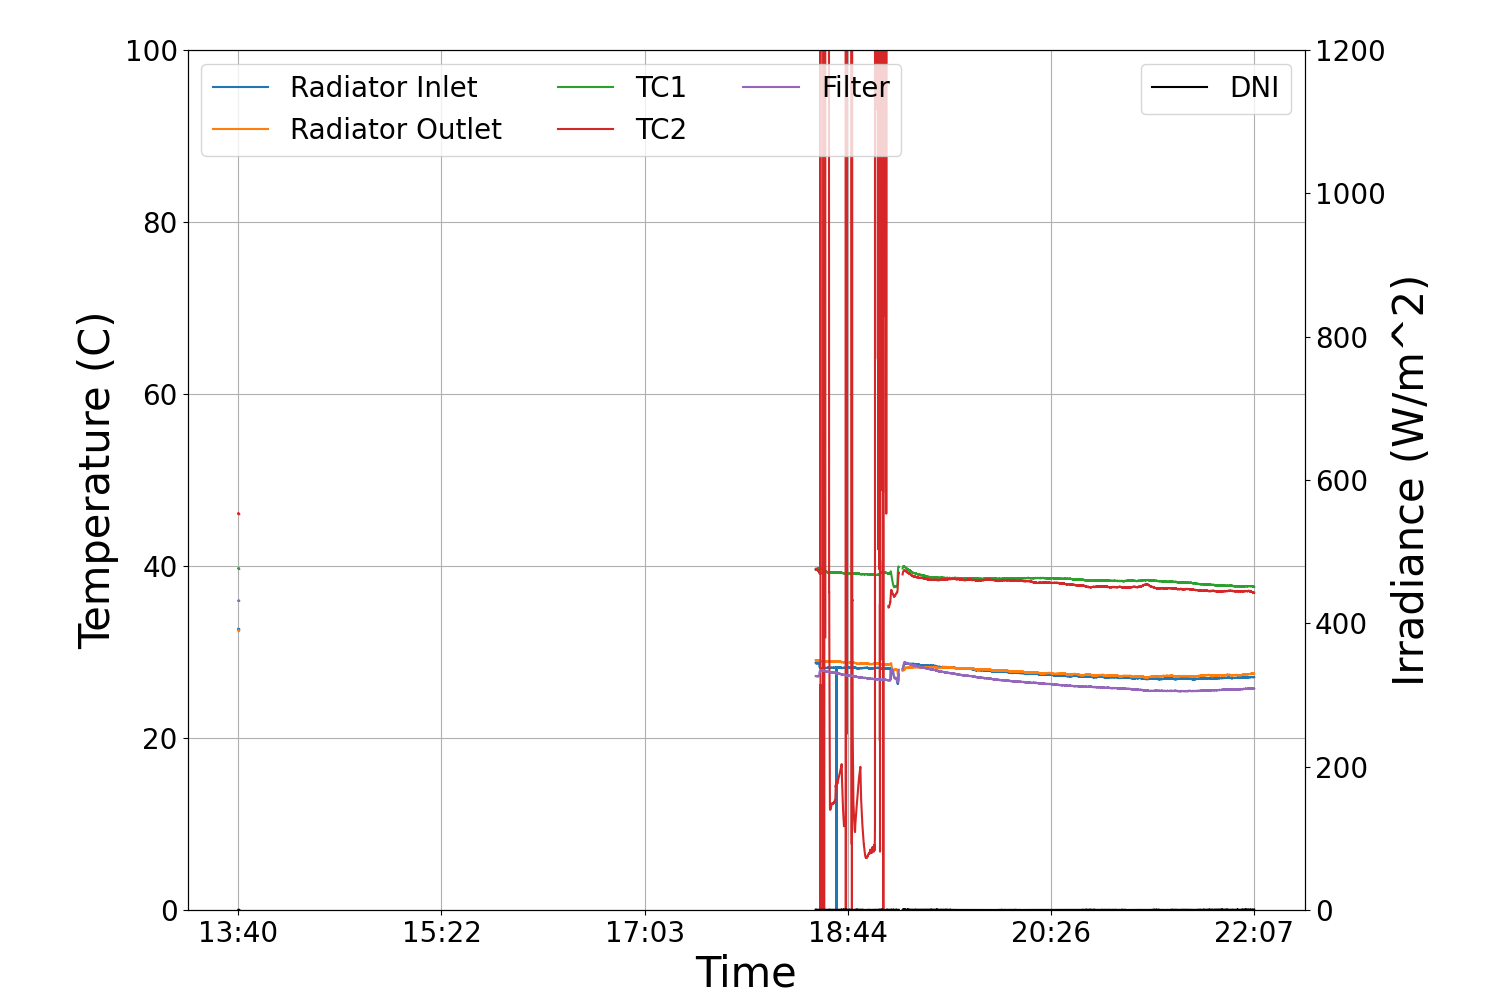 100
80
60
40
20
0
Temperature (C)
Radiator Inlet
Radiator Outlet
TC1
TC2
Filter
DNI
1200
1000
800
600
400
200
0
Irradiance (W/m^2)
13:40 15:22 17:03 18:44 20:26 22:07
Time